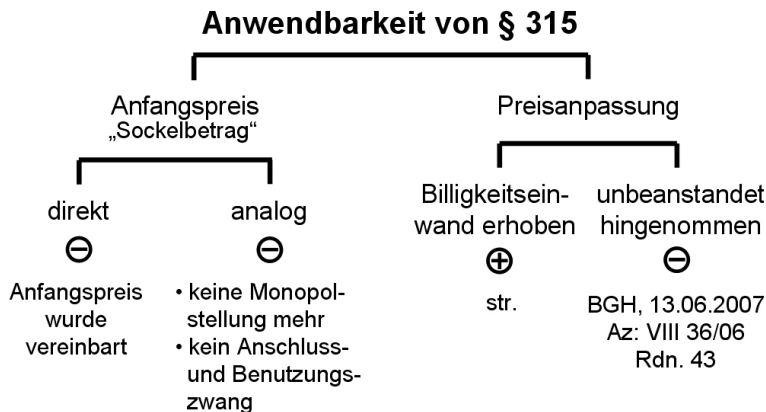 Anwendbarkeit von § 315
Anfangspreis
„Sockelbetrag“
Preisanpassung
direkt
⊖
Anfangspreis
wurde
vereinbart
analog
⊖
• keine Monopol-
stellung mehr
• kein Anschluss-
und Benutzungs-
zwang
Billigkeitsein-
wand erhoben
⊕
str.
unbeanstandet
hingenommen
⊖
BGH, 13.06.2007
Az: VIII 36/06
Rdn. 43